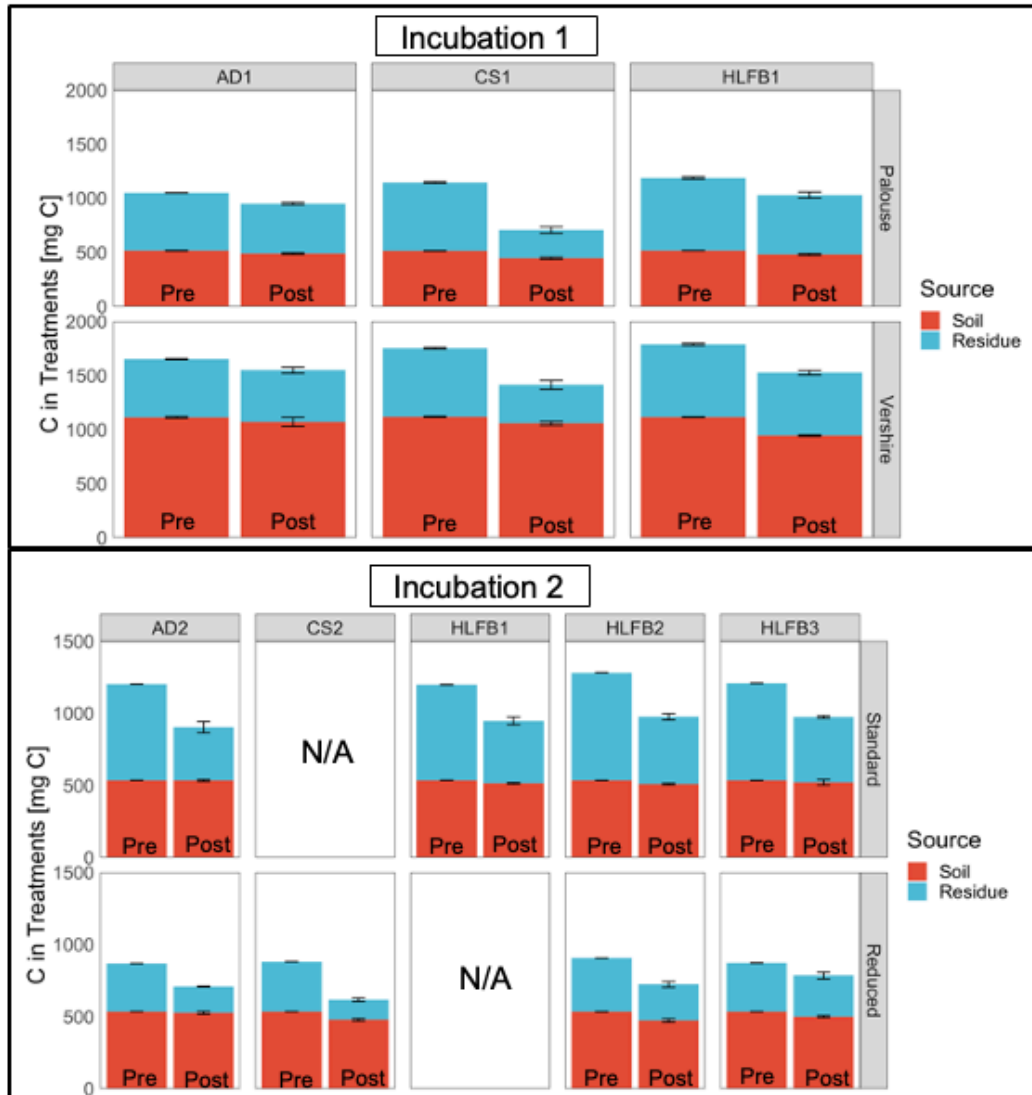 Incubation 1
AD1 CS1 HLFB1
2000
1500
1000
500
0
Pre Post Pre Post Pre Post
Palouse
2000
1500
1000
500
0
Pre Post Pre Post Pre Post
Vershire
C in Treatments [mg C]
Source
Soil
Residue
Incubation 2
AD2 CS2 HLFB1 HLFB2 HLFB3
1500
1000
500
0
Pre Post N/A Pre Post Pre Post Pre Post
Standard
1500
1000
500
0
Pre Post Pre Post N/A Pre Post Pre Post
Reduced
C in Treatments [mg C]
Source
Soil
Residue